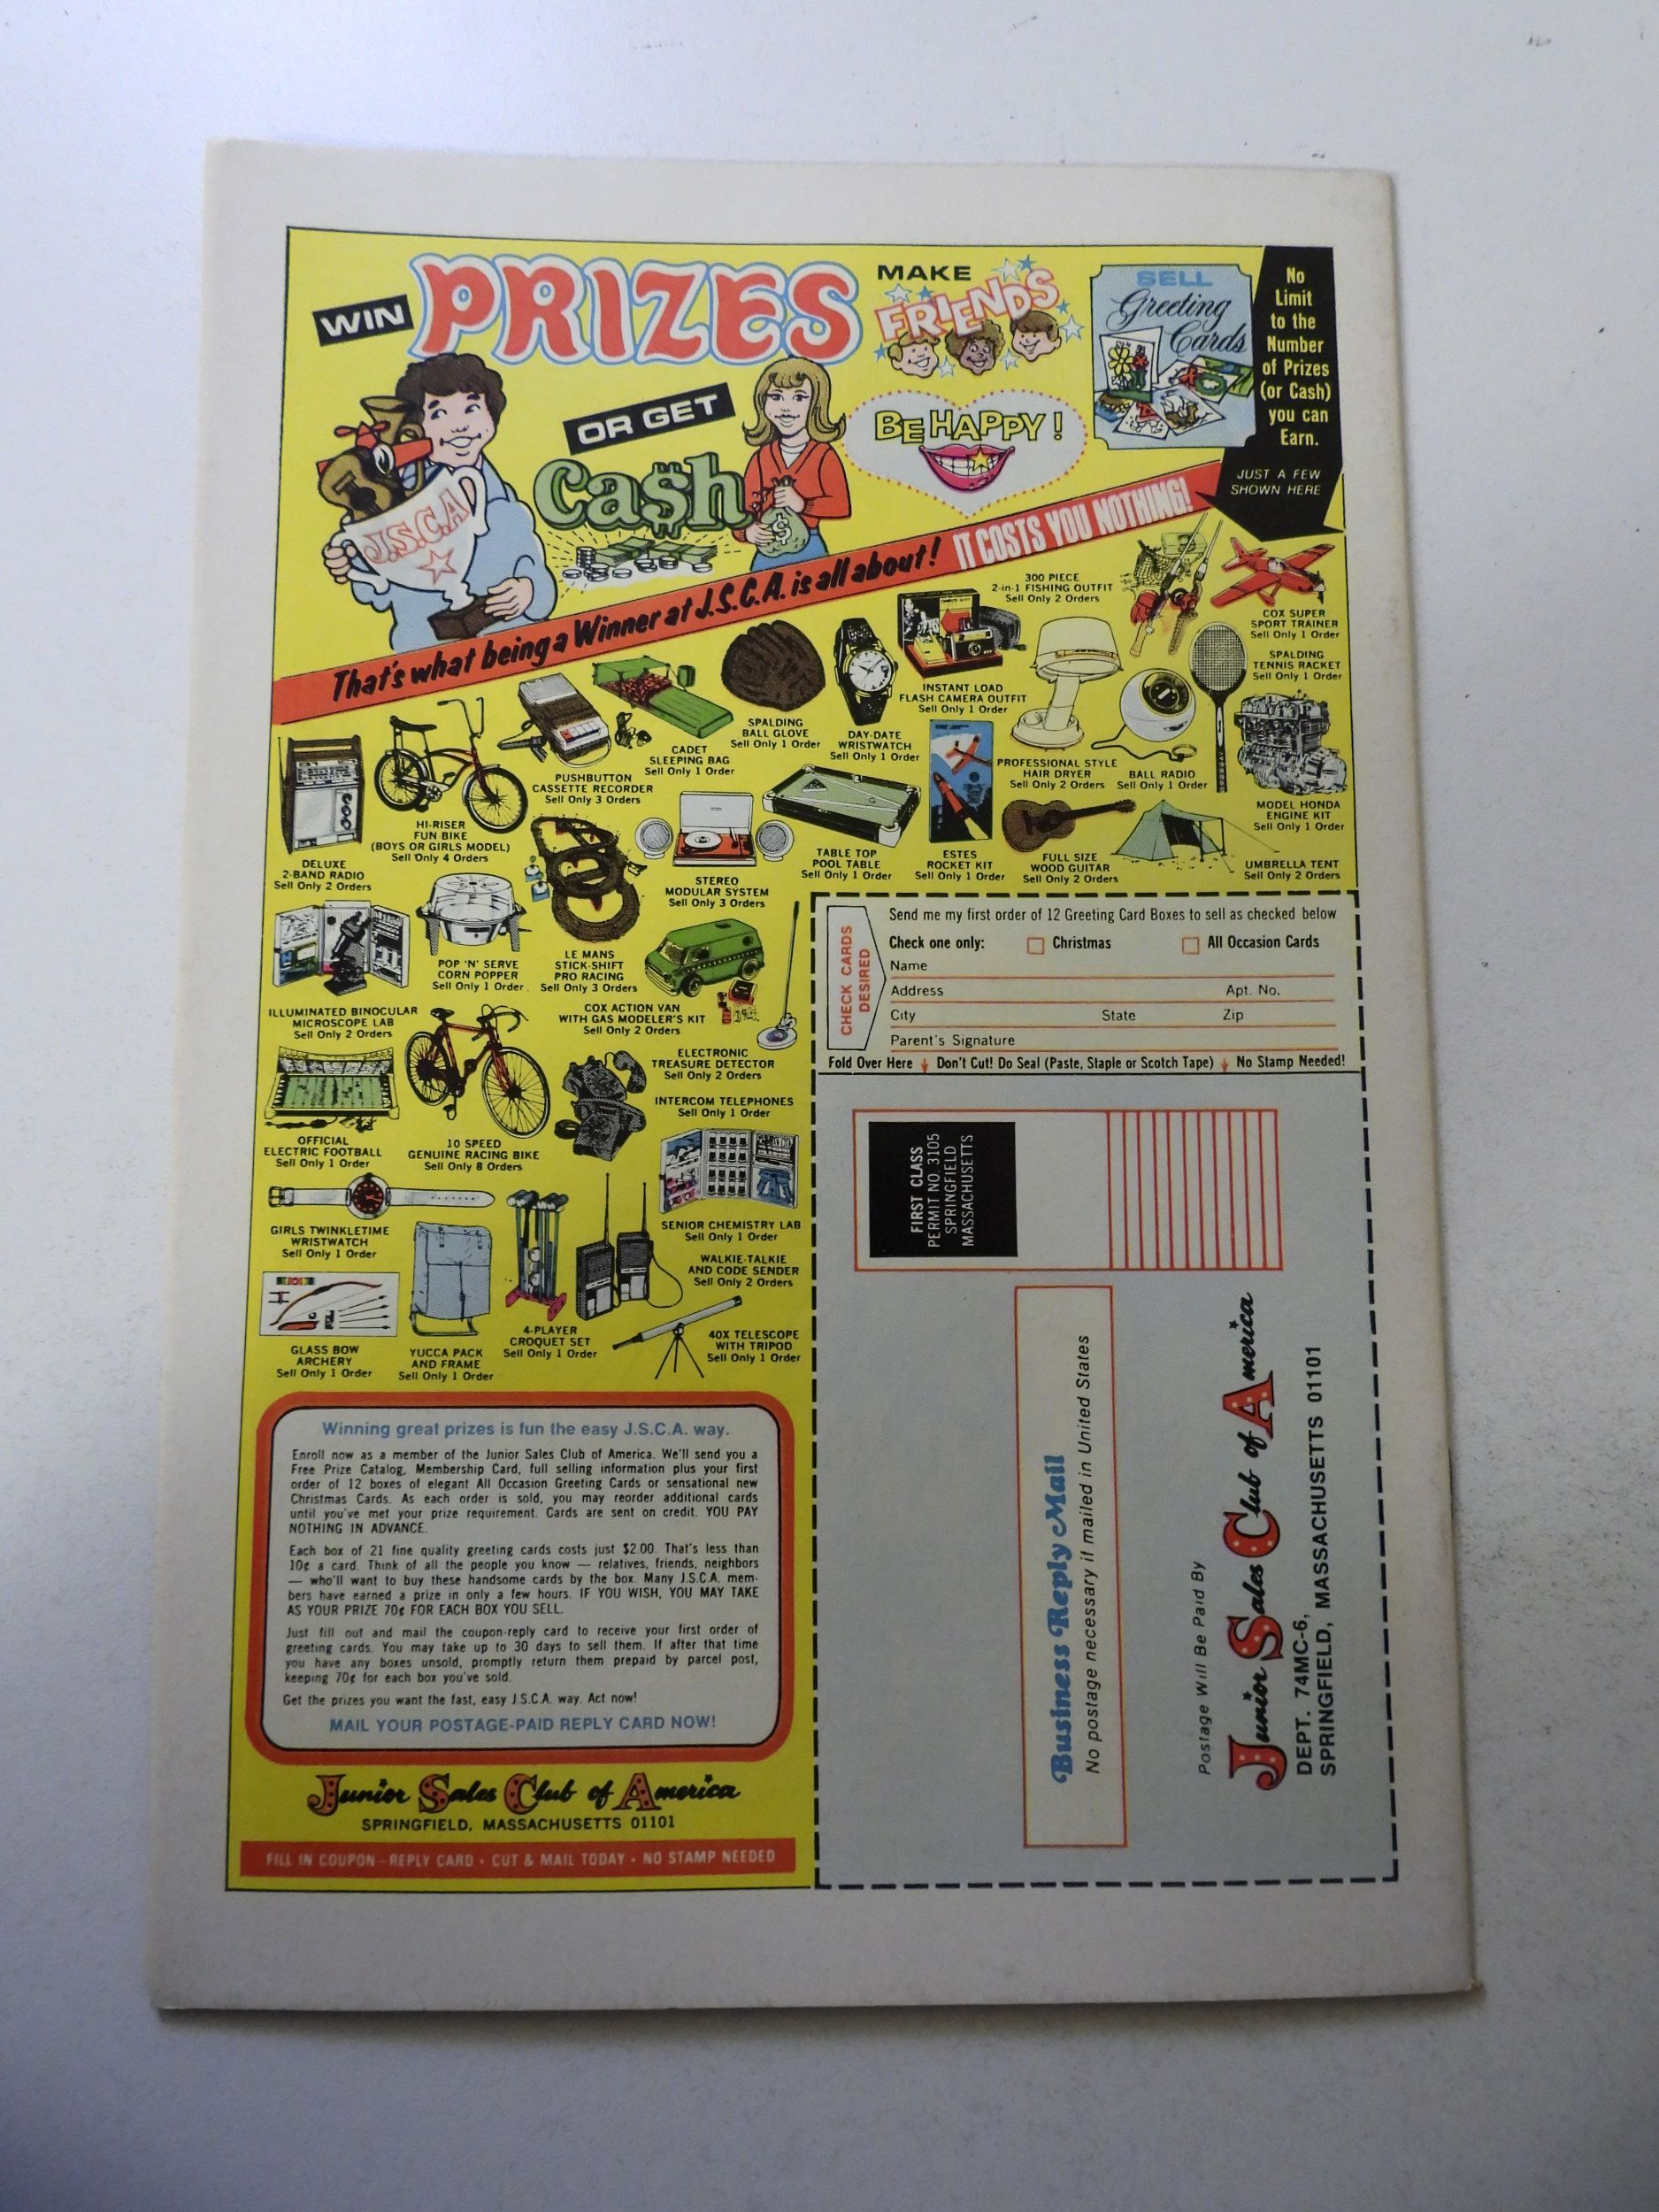 WIN PRIZES
OR GET
Ca$h
MAKE
FRIENDS
BE HAPPY!
SELL
Greeting
Cards
No
Limit
to the
Number
of Prizes
(or Cash)
you can
Earn.
JUST A FEW
SHOWN HERE
J.S.C.A.
$
That's what being a Winner at J.S.C.A. is all about! IT COSTS YOU NOTHING!
300 PIECE
2-in-1 FISHING OUTFIT
Sell Only 2 Orders
COX SUPER
SPORT TRAINER
Sell Only 1 Order
SPALDING
TENNIS RACKET
Sell Only 1 Order
INSTANT LOAD
FLASH CAMERA OUTFIT
Sell Only 1 Order
SPALDING
BALL GLOVE
Sell Only 1 Order
DAY-DATE
WRISTWATCH
Sell Only 1 Order
CADET
SLEEPING BAG
Sell Only 1 Order
PUSHBUTTON
CASSETTE RECORDER
Sell Only 3 Orders
PROFESSIONAL STYLE
HAIR DRYER
Sell Only 2 Orders
BALL RADIO
Sell Only 1 Order
MODEL HONDA
ENGINE KIT
Sell Only 1 Order
HI-RISER
FUN BIKE
(BOYS OR GIRLS MODEL)
Sell Only 4 Orders
DELUXE
2-BAND RADIO
Sell Only 2 Orders
STEREO
MODULAR SYSTEM
Sell Only 3 Orders
TABLE TOP
POOL TABLE
Sell Only 1 Order
ESTES
ROCKET KIT
Sell Only 1 Order
FULL SIZE
WOOD GUITAR
Sell Only 2 Orders
UMBRELLA TENT
Sell Only 2 Orders
POP 'N' SERVE
CORN POPPER
Sell Only 1 Order
LE MANS
STICK-SHIFT
PRO RACING
Sell Only 3 Orders
ILLUMINATED BINOCULAR
MICROSCOPE LAB
Sell Only 2 Orders
COX ACTION VAN
WITH GAS MODELER'S KIT
Sell Only 2 Orders
ELECTRONIC
TREASURE DETECTOR
Sell Only 2 Orders
INTERCOM TELEPHONES
Sell Only 1 Order
OFFICIAL
ELECTRIC FOOTBALL
Sell Only 1 Order
10 SPEED
GENUINE RACING BIKE
Sell Only 8 Orders
GIRLS TWINKLETIME
WRISTWATCH
Sell Only 1 Order
SENIOR CHEMISTRY LAB
Sell Only 1 Order
WALKIE-TALKIE
AND CODE SENDER
Sell Only 2 Orders
GLASS BOW
ARCHERY
Sell Only 1 Order
YUCCA PACK
AND FRAME
Sell Only 1 Order
4-PLAYER
CROQUET SET
Sell Only 1 Order
40X TELESCOPE
WITH TRIPOD
Sell Only 1 Order
Winning great prizes is fun the easy J.S.C.A. way.
Enroll now as a member of the Junior Sales Club of America. We'll send you a
Free Prize Catalog, Membership Card, full selling information plus your first
order of 12 boxes of elegant All Occasion Greeting Cards or sensational new
Christmas Cards. As each order is sold, you may reorder additional cards
until you've met your prize requirement. Cards are sent on credit. YOU PAY
NOTHING IN ADVANCE.
Each box of 21 fine quality greeting cards costs just $2.00. That's less than
10¢ a card. Think of all the people you know — relatives, friends, neighbors
— who'll want to buy these handsome cards by the box. Many J.S.C.A. mem-
bers have earned a prize in only a few hours. IF YOU WISH, YOU MAY TAKE
AS YOUR PRIZE 70¢ FOR EACH BOX YOU SELL.
Just fill out and mail the coupon-reply card to receive your first order of
greeting cards. You may take up to 30 days to sell them. If after that time
you have any boxes unsold, promptly return them prepaid by parcel post,
keeping 70¢ for each box you've sold.
Get the prizes you want the fast, easy J.S.C.A. way. Act now!
MAIL YOUR POSTAGE-PAID REPLY CARD NOW!
Junior Sales Club of America
SPRINGFIELD, MASSACHUSETTS 01101
FILL IN COUPON-REPLY CARD • CUT & MAIL TODAY • NO STAMP NEEDED
CHECK CARDS
DESIRED
Send me my first order of 12 Greeting Card Boxes to sell as checked below
Check one only: Christmas All Occasion Cards
Name
Address Apt. No.
City State Zip
Parent's Signature
Fold Over Here Don't Cut! Do Seal (Paste, Staple or Scotch Tape) No Stamp Needed!
FIRST CLASS
PERMIT NO. 3105
SPRINGFIELD
MASSACHUSETTS
Business Reply Mail
No postage necessary if mailed in United States
Postage Will Be Paid By
Junior Sales Club of America
DEPT. 74MC-6,
SPRINGFIELD, MASSACHUSETTS 01101